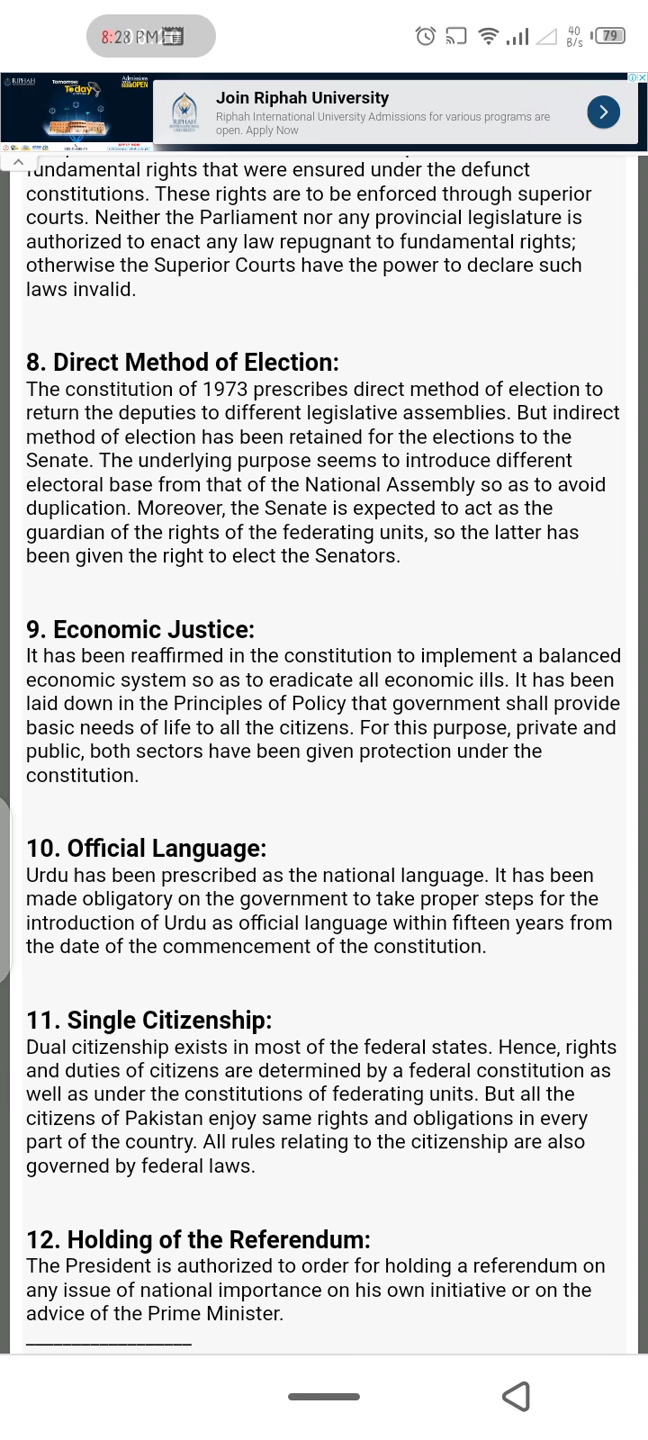 8:28 PM
40
B/s
79
RIPHAH
Tomorrow
Today
Admissions
OPEN
Join Riphah University
Riphah International University Admissions for various programs are
open. Apply Now
fundamental rights that were ensured under the defunct
constitutions. These rights are to be enforced through superior
courts. Neither the Parliament nor any provincial legislature is
authorized to enact any law repugnant to fundamental rights;
otherwise the Superior Courts have the power to declare such
laws invalid.
8. Direct Method of Election:
The constitution of 1973 prescribes direct method of election to
return the deputies to different legislative assemblies. But indirect
method of election has been retained for the elections to the
Senate. The underlying purpose seems to introduce different
electoral base from that of the National Assembly so as to avoid
duplication. Moreover, the Senate is expected to act as the
guardian of the rights of the federating units, so the latter has
been given the right to elect the Senators.
9. Economic Justice:
It has been reaffirmed in the constitution to implement a balanced
economic system so as to eradicate all economic ills. It has been
laid down in the Principles of Policy that government shall provide
basic needs of life to all the citizens. For this purpose, private and
public, both sectors have been given protection under the
constitution.
10. Official Language:
Urdu has been prescribed as the national language. It has been
made obligatory on the government to take proper steps for the
introduction of Urdu as official language within fifteen years from
the date of the commencement of the constitution.
11. Single Citizenship:
Dual citizenship exists in most of the federal states. Hence, rights
and duties of citizens are determined by a federal constitution as
well as under the constitutions of federating units. But all the
citizens of Pakistan enjoy same rights and obligations in every
part of the country. All rules relating to the citizenship are also
governed by federal laws.
12. Holding of the Referendum:
The President is authorized to order for holding a referendum on
any issue of national importance on his own initiative or on the
advice of the Prime Minister.